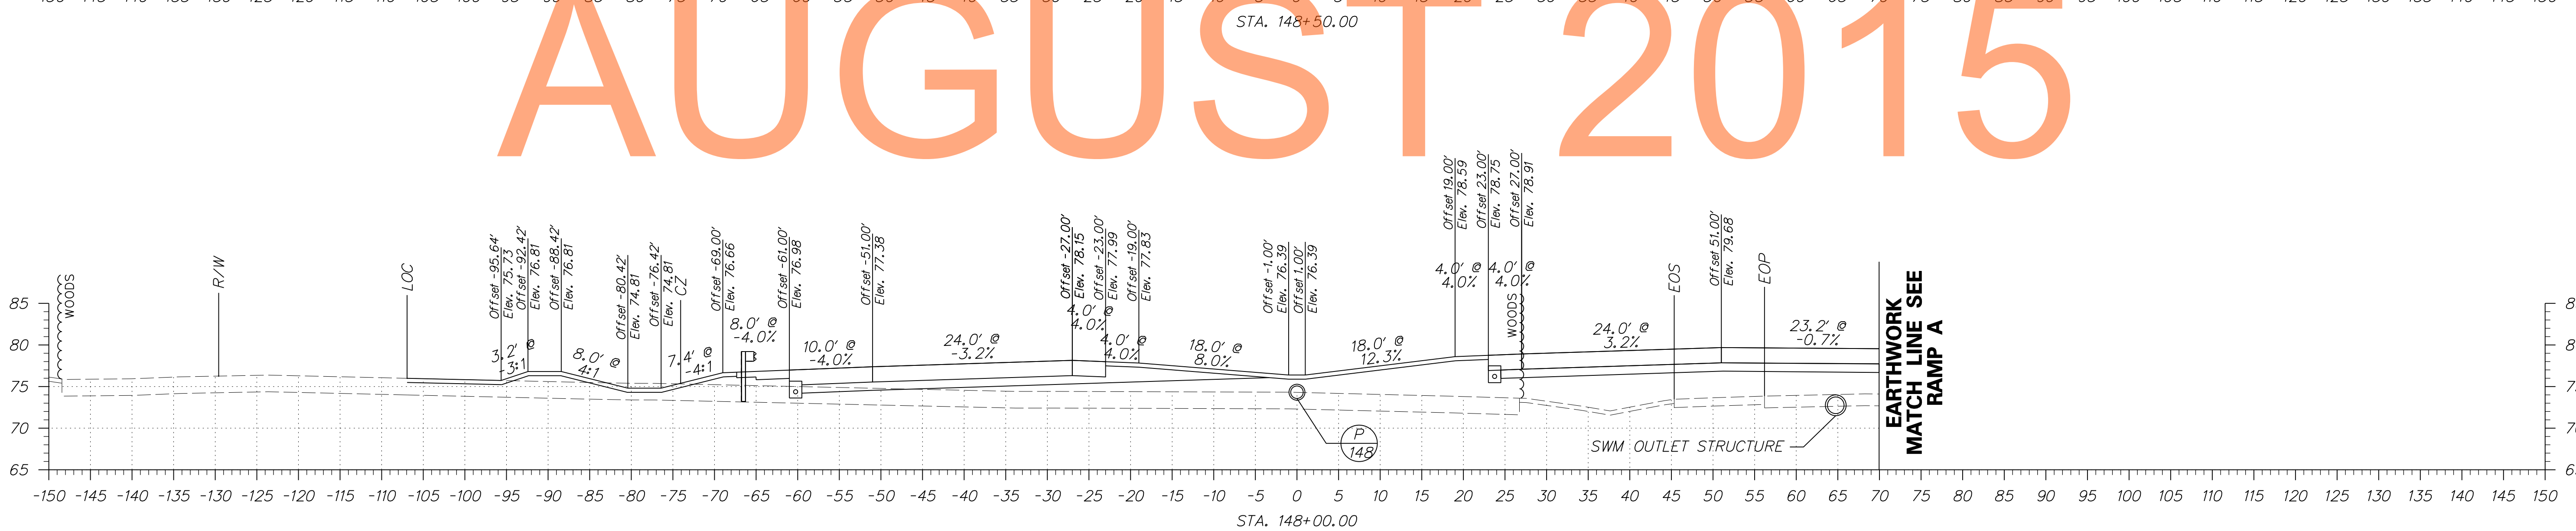 STA. 148+50.00
AUGUST 2015
WOODS
R/W
LOC
Offset -95.64'
Elev. 75.73
Offset -92.42'
Elev. 76.81
Offset -88.42'
Elev. 76.81
Offset -80.42'
Elev. 74.81
Offset -76.42'
Elev. 74.81
CZ
Offset -69.00'
Elev. 76.66
Offset -61.00'
Elev. 76.98
Offset -51.00'
Elev. 77.38
Offset -27.00'
Elev. 78.15
Offset -23.00'
Elev. 77.99
Offset -19.00'
Elev. 77.83
Offset -1.00'
Elev. 76.39
Offset 1.00'
Elev. 76.39
Offset 19.00'
Elev. 78.59
Offset 23.00'
Elev. 78.75
Offset 27.00'
Elev. 78.91
WOODS
EOS
Offset 51.00'
Elev. 79.68
EOP
3.2' @
-3:1
8.0' @
4:1
7.4' @
-4:1
8.0' @
-4.0%
10.0' @
-4.0%
24.0' @
-3.2%
4.0' @
4.0%
4.0' @
4.0%
18.0' @
8.0%
18.0' @
12.3%
4.0' @
4.0%
4.0' @
4.0%
24.0' @
3.2%
23.2' @
-0.7%
EARTHWORK
MATCH LINE SEE
RAMP A
P
148
SWM OUTLET STRUCTURE
85
80
75
70
65
-150 -145 -140 -135 -130 -125 -120 -115 -110 -105 -100 -95 -90 -85 -80 -75 -70 -65 -60 -55 -50 -45 -40 -35 -30 -25 -20 -15 -10 -5 0 5 10 15 20 25 30 35 40 45 50 55 60 65 70 75 80 85 90 95 100 105 110 115 120 125 130 135 140 145 150
STA. 148+00.00